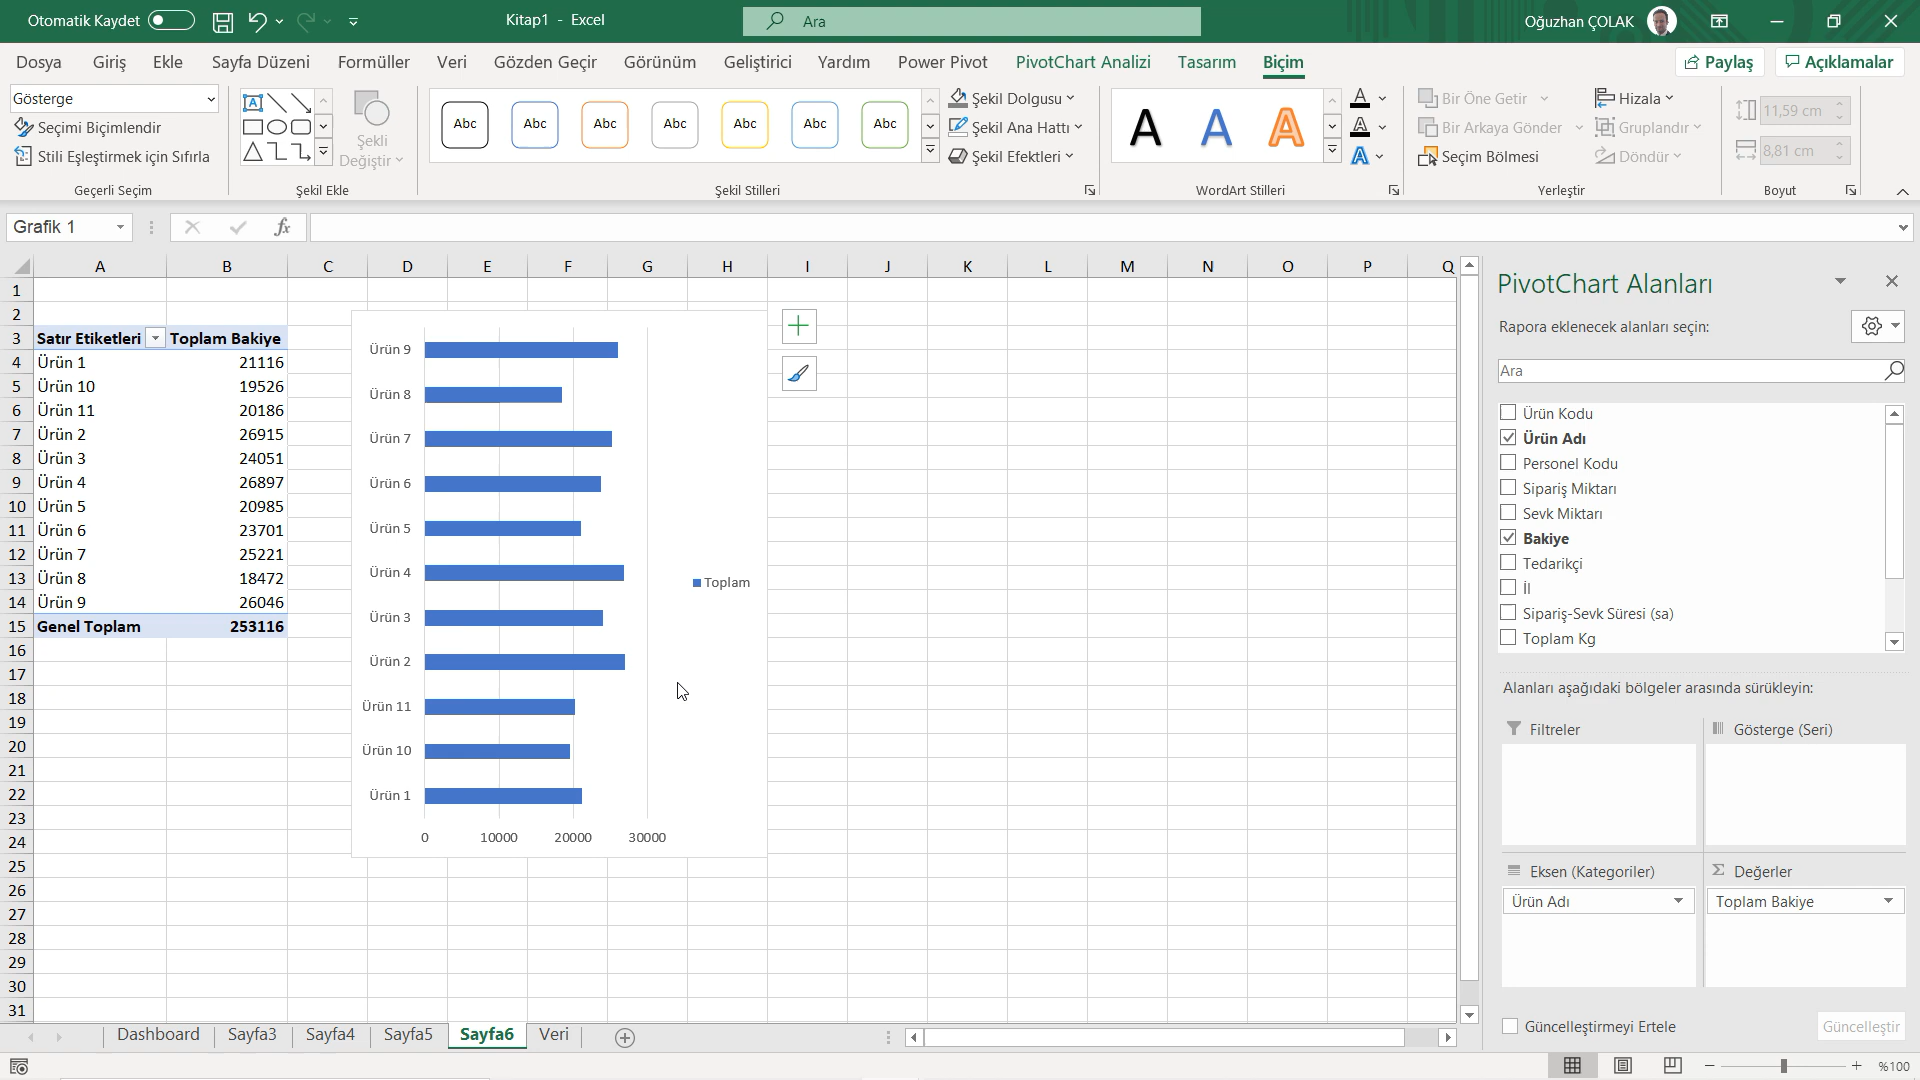 Otomatik Kaydet
Kitap1 - Excel
Ara
Oğuzhan ÇOLAK
Dosya Giriş Ekle Sayfa Düzeni Formüller Veri Gözden Geçir Görünüm Geliştirici Yardım Power Pivot PivotChart Analizi Tasarım Biçim
Paylaş
Açıklamalar
Gösterge
Seçimi Biçimlendir
Stili Eşleştirmek için Sıfırla
Geçerli Seçim
Şekli
Değiştir
Şekil Ekle
Abc Abc Abc Abc Abc Abc Abc
Şekil Dolgusu
Şekil Ana Hattı
Şekil Efektleri
Şekil Stilleri
A A A
A
A
A
WordArt Stilleri
Bir Öne Getir
Bir Arkaya Gönder
Seçim Bölmesi
Hizala
Gruplandır
Döndür
Yerleştir
11,59 cm
8,81 cm
Boyut
Grafik 1
fx
A B C D E F G H I J K L M N O P Q
1
2
3 Satır Etiketleri Toplam Bakiye
4 Ürün 1 21116
5 Ürün 10 19526
6 Ürün 11 20186
7 Ürün 2 26915
8 Ürün 3 24051
9 Ürün 4 26897
10 Ürün 5 20985
11 Ürün 6 23701
12 Ürün 7 25221
13 Ürün 8 18472
14 Ürün 9 26046
15 Genel Toplam 253116
16
17
18
19
20
21
22
23
24
25
26
27
28
29
30
31
Ürün 9
Ürün 8
Ürün 7
Ürün 6
Ürün 5
Ürün 4
Ürün 3
Ürün 2
Ürün 11
Ürün 10
Ürün 1
0 10000 20000 30000
Toplam
PivotChart Alanları
Rapora eklenecek alanları seçin:
Ara
Ürün Kodu
Ürün Adı
Personel Kodu
Sipariş Miktarı
Sevk Miktarı
Bakiye
Tedarikçi
İl
Sipariş-Sevk Süresi (sa)
Toplam Kg
Alanları aşağıdaki bölgeler arasında sürükleyin:
Filtreler
Gösterge (Seri)
Eksen (Kategoriler)
Ürün Adı
Σ Değerler
Toplam Bakiye
Güncelleştirmeyi Ertele
Güncelleştir
Dashboard Sayfa3 Sayfa4 Sayfa5 Sayfa6 Veri
%100